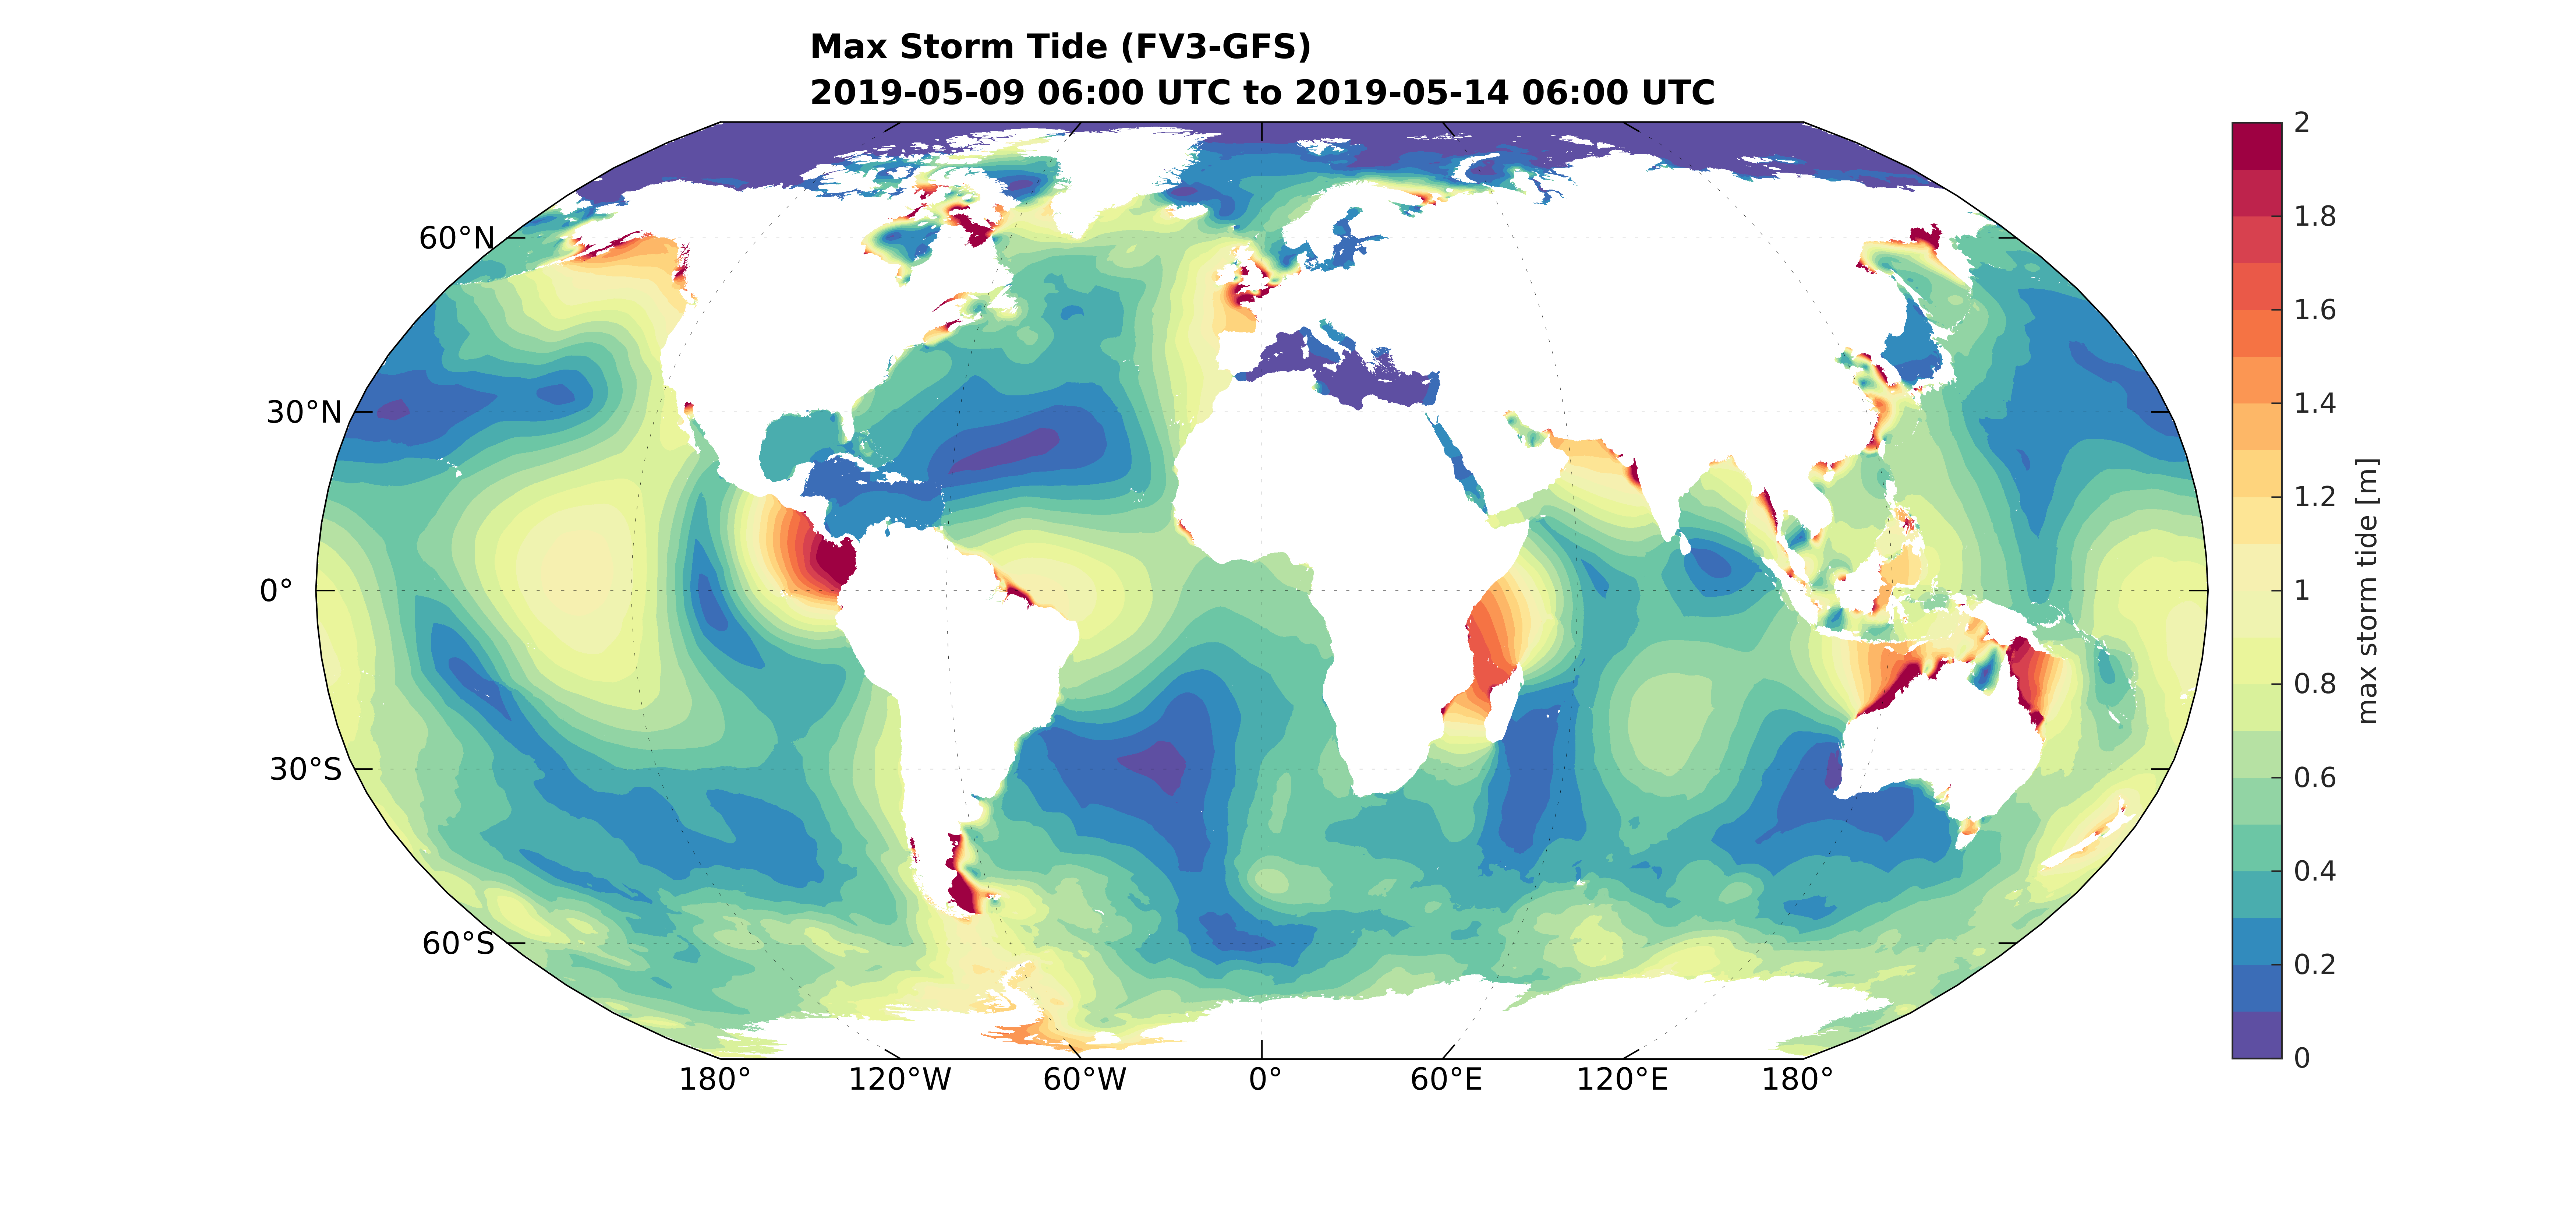 Max Storm Tide (FV3-GFS)
2019-05-09 06:00 UTC to 2019-05-14 06:00 UTC
60°N
30°N
0°
30°S
60°S
180°
120°W
60°W
0°
60°E
120°E
180°
2
1.8
1.6
1.4
1.2
1
0.8
0.6
0.4
0.2
0
max storm tide [m]